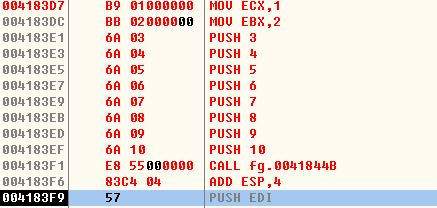 004183D7 B9 01000000 MOV ECX,1
004183DC BB 02000000 MOV EBX,2
004183E1 6A 03 PUSH 3
004183E3 6A 04 PUSH 4
004183E5 6A 05 PUSH 5
004183E7 6A 06 PUSH 6
004183E9 6A 07 PUSH 7
004183EB 6A 08 PUSH 8
004183ED 6A 09 PUSH 9
004183EF 6A 10 PUSH 10
004183F1 E8 55000000 CALL fg.0041844B
004183F6 83C4 04 ADD ESP,4
004183F9 57 PUSH EDI